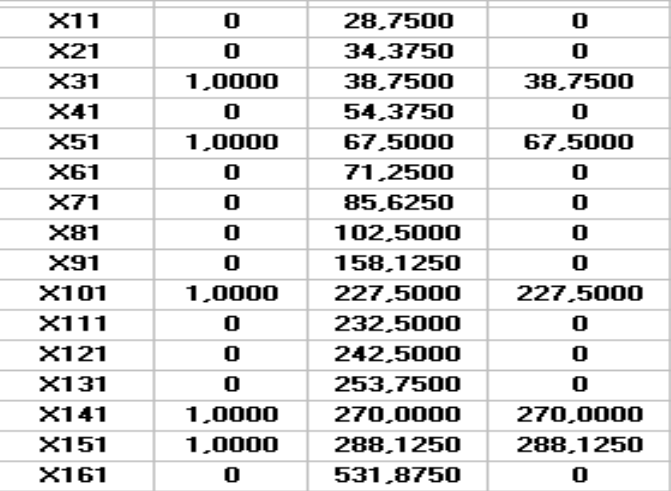 X11 0 28,7500 0
X21 0 34,3750 0
X31 1,0000 38,7500 38,7500
X41 0 54,3750 0
X51 1,0000 67,5000 67,5000
X61 0 71,2500 0
X71 0 85,6250 0
X81 0 102,5000 0
X91 0 158,1250 0
X101 1,0000 227,5000 227,5000
X111 0 232,5000 0
X121 0 242,5000 0
X131 0 253,7500 0
X141 1,0000 270,0000 270,0000
X151 1,0000 288,1250 288,1250
X161 0 531,8750 0